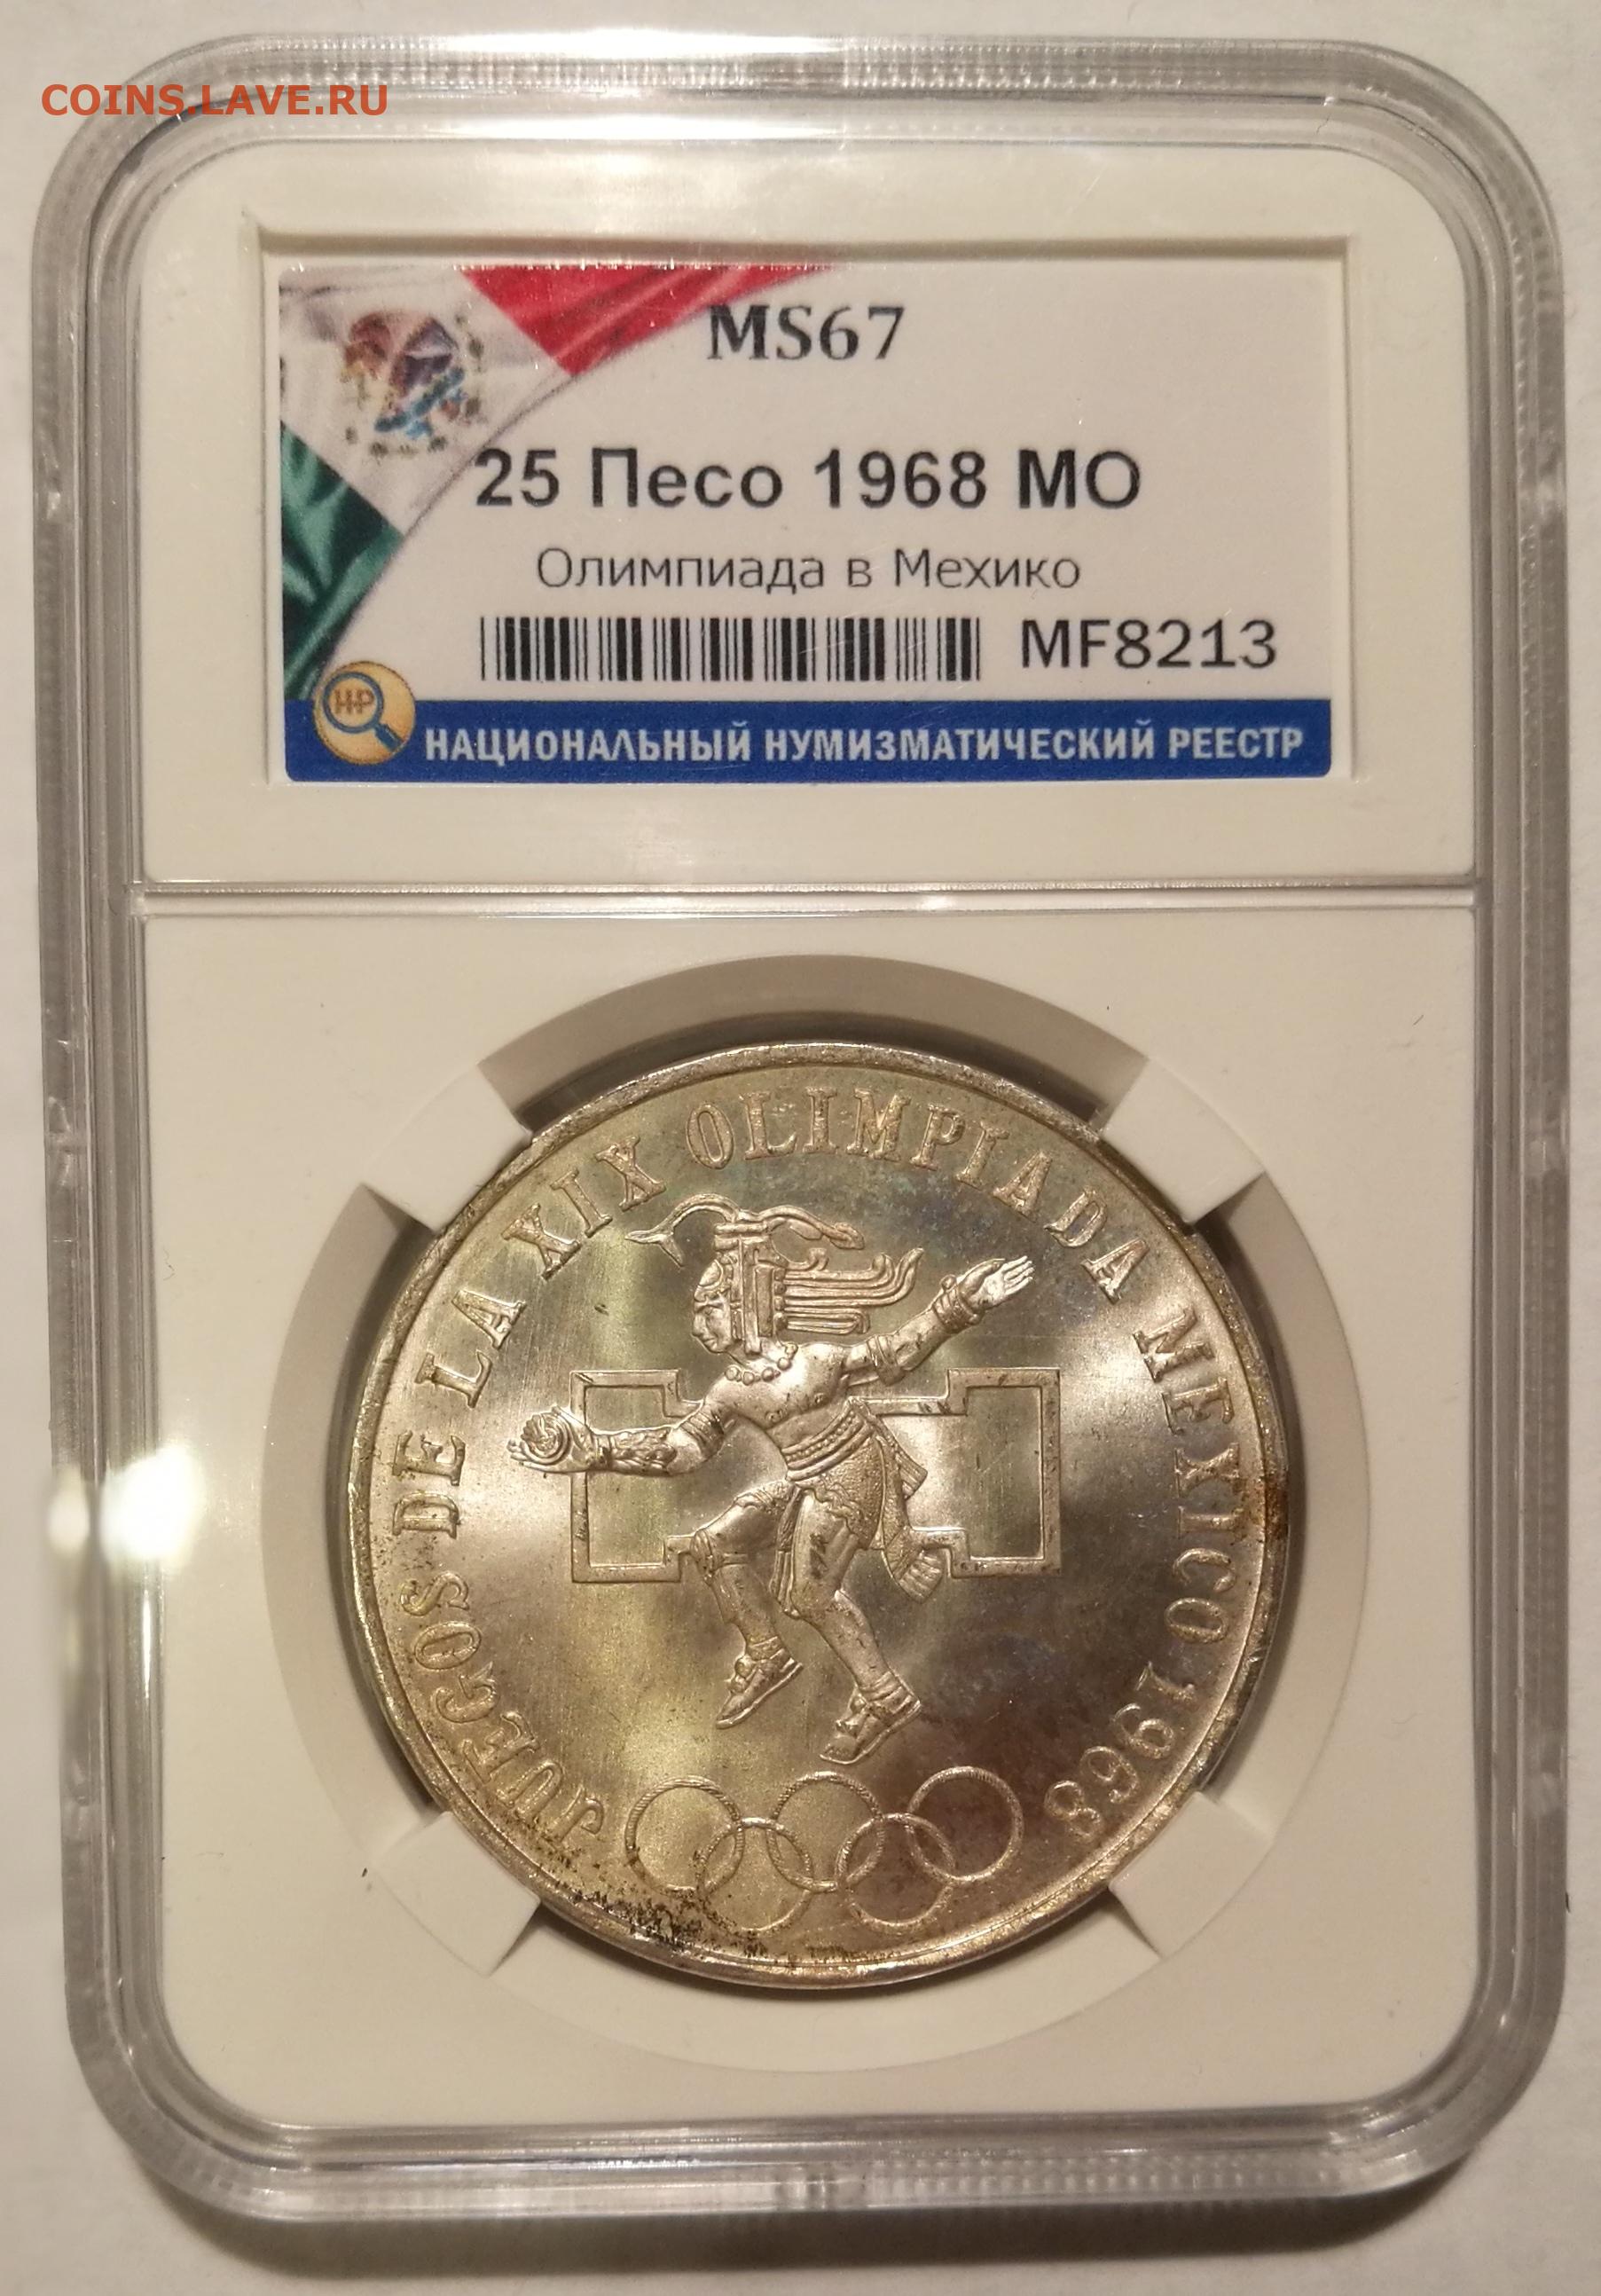 COINS.LAVE.RU
MS67
25 Песо 1968 МО
Олимпиада в Мехико
MF8213
НР
НАЦИОНАЛЬНЫЙ НУМИЗМАТИЧЕСКИЙ РЕЕСТР
JUEGOS DE LA XIX OLIMPIADA MEXICO 1968